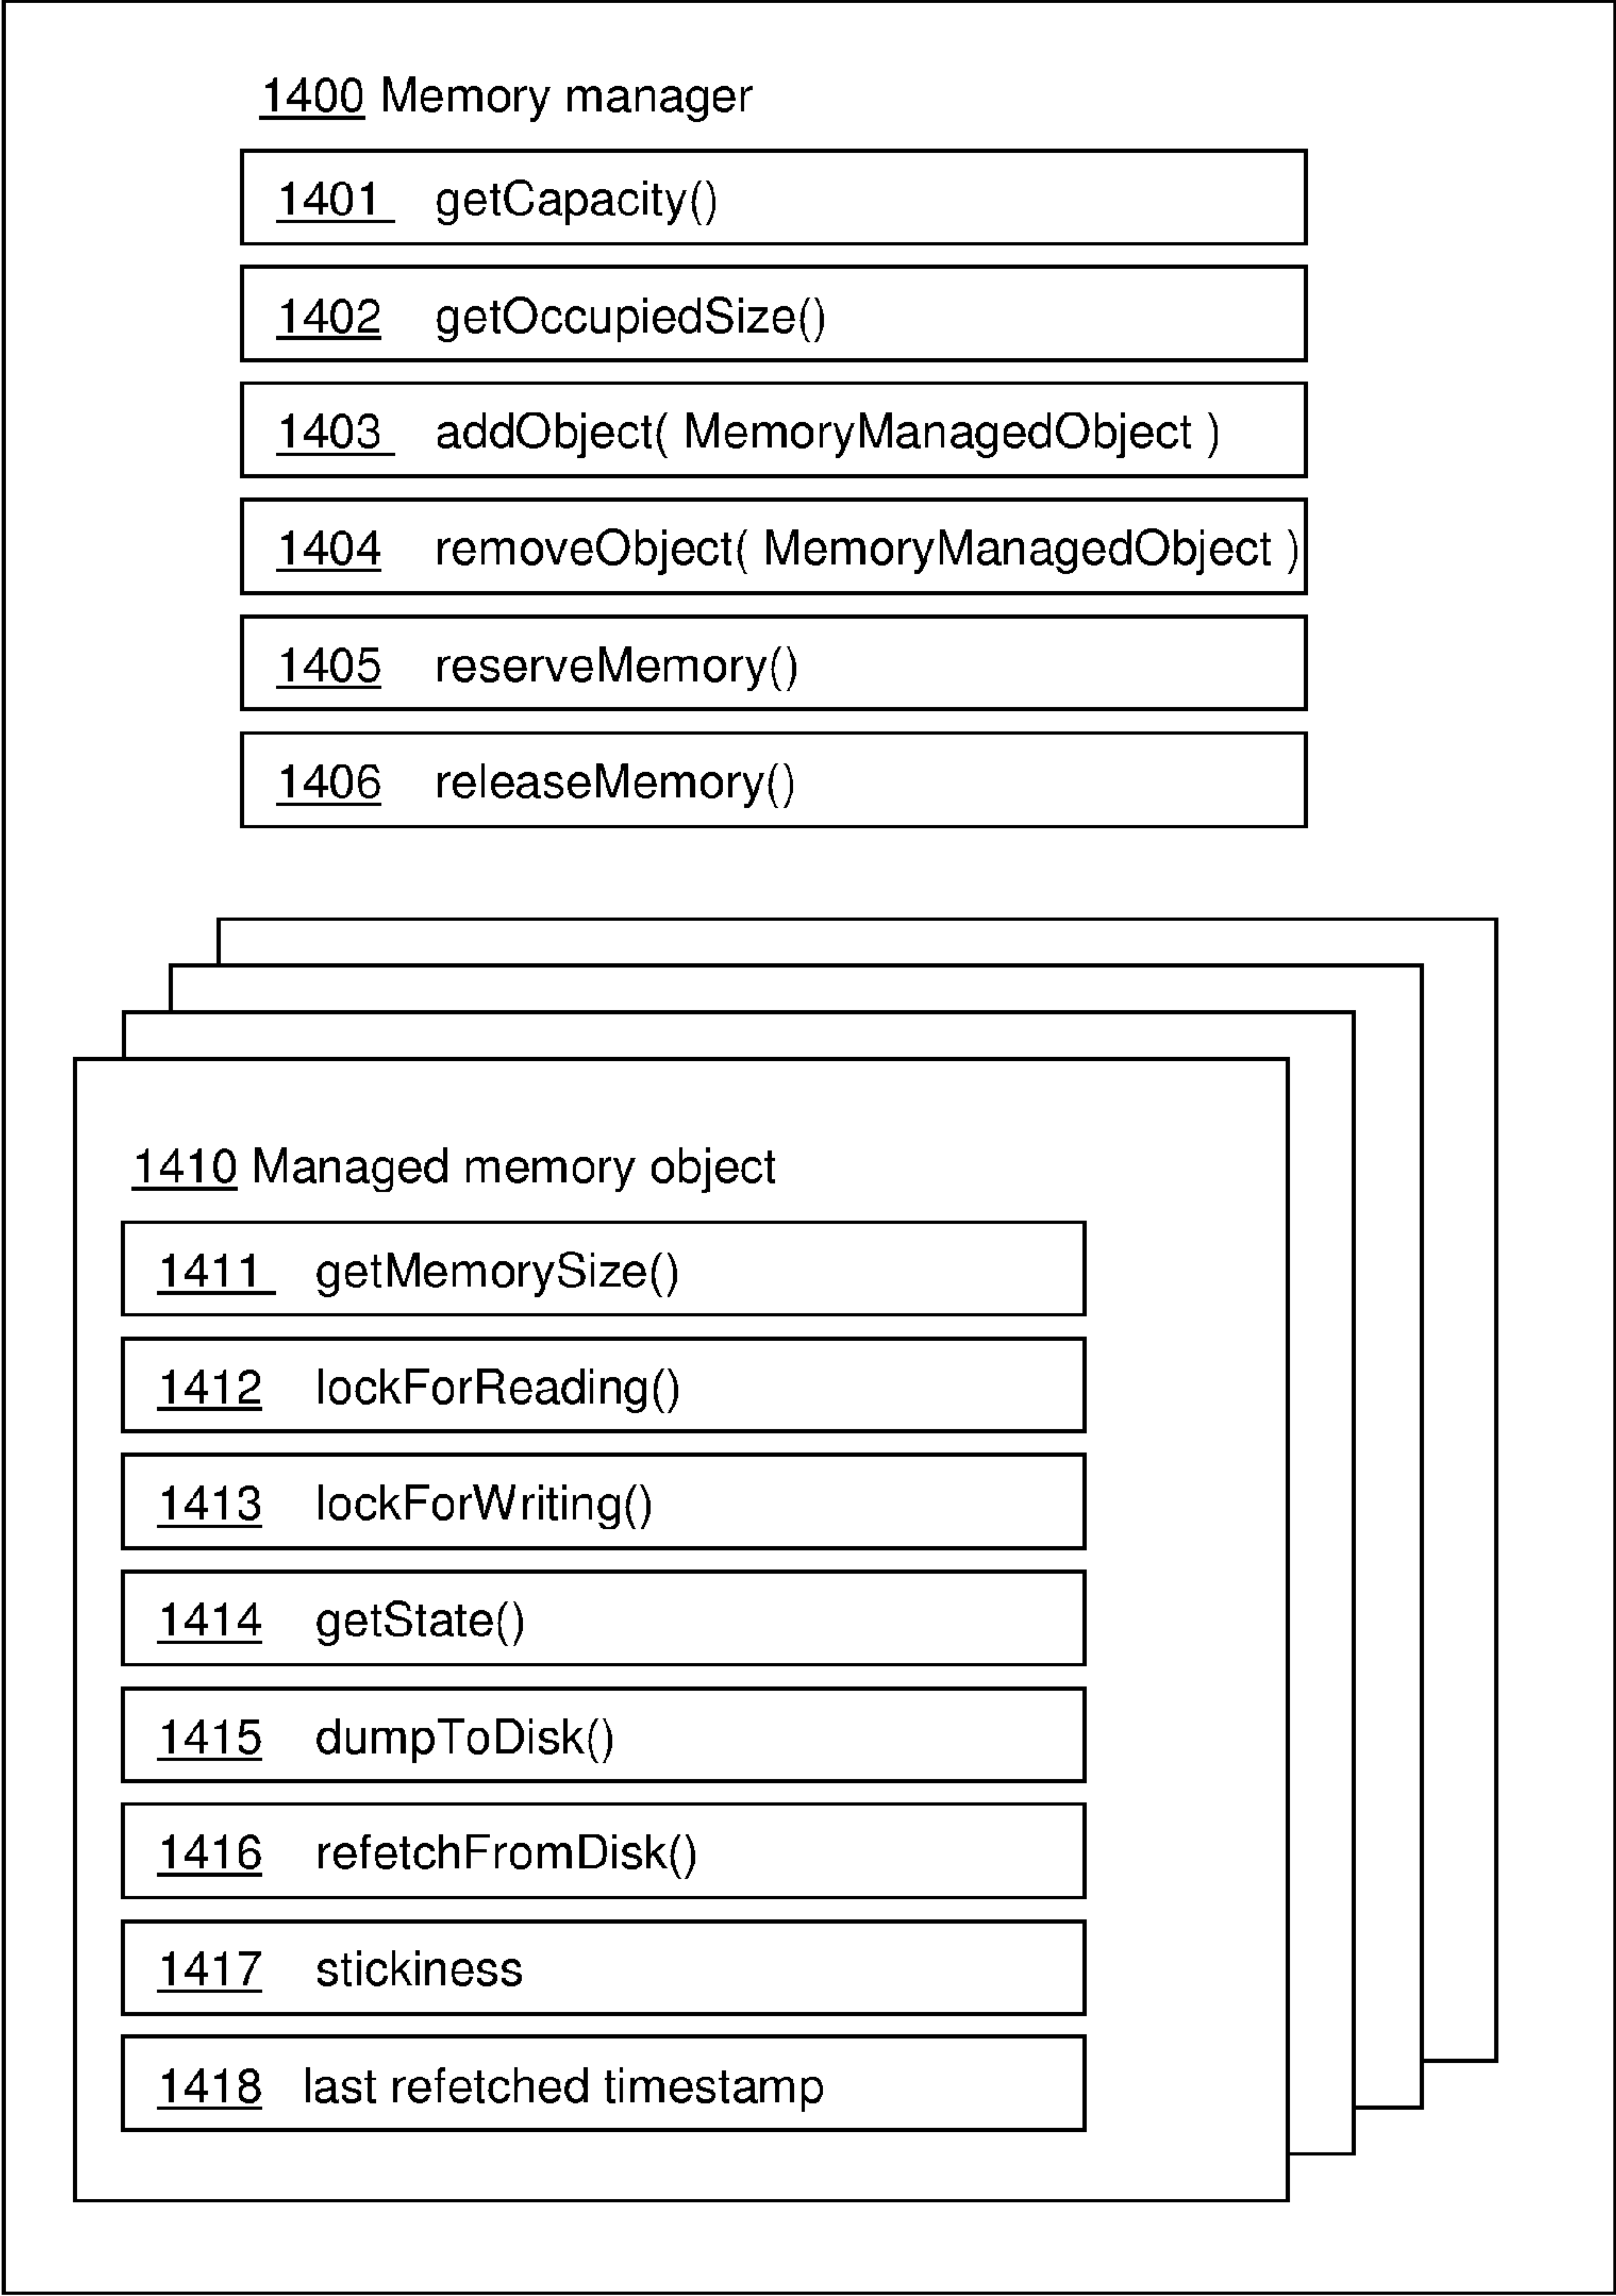 1400 Memory manager
1401 getCapacity()
1402 getOccupiedSize()
1403 addObject( MemoryManagedObject )
1404 removeObject( MemoryManagedObject )
1405 reserveMemory()
1406 releaseMemory()
1410 Managed memory object
1411 getMemorySize()
1412 lockForReading()
1413 lockForWriting()
1414 getState()
1415 dumpToDisk()
1416 refetchFromDisk()
1417 stickiness
1418 last refetched timestamp